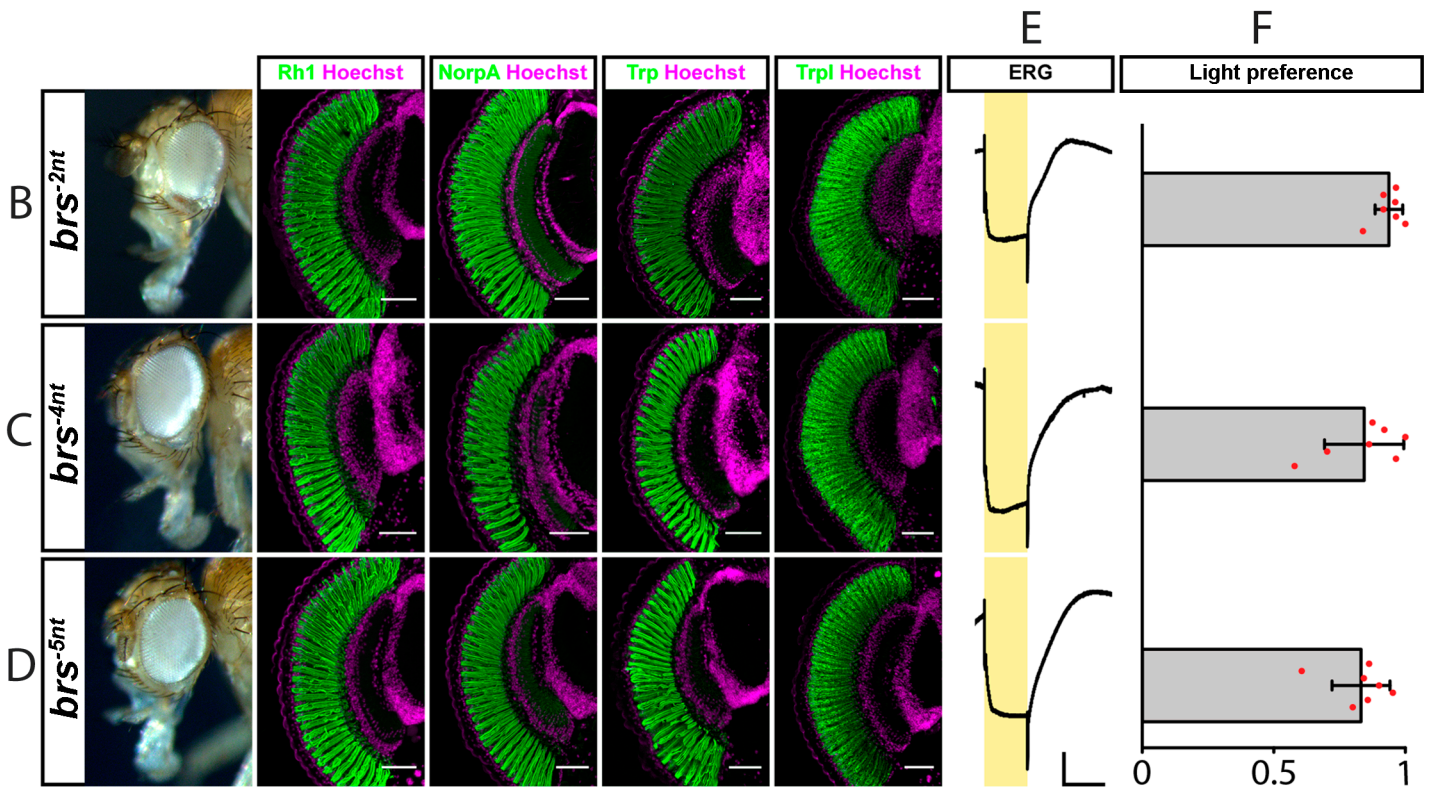 E F
Rh1 Hoechst NorpA Hoechst Trp Hoechst Trpl Hoechst ERG Light preference
B brs-2nt
C brs-4nt
D brs-5nt
0 0.5 1